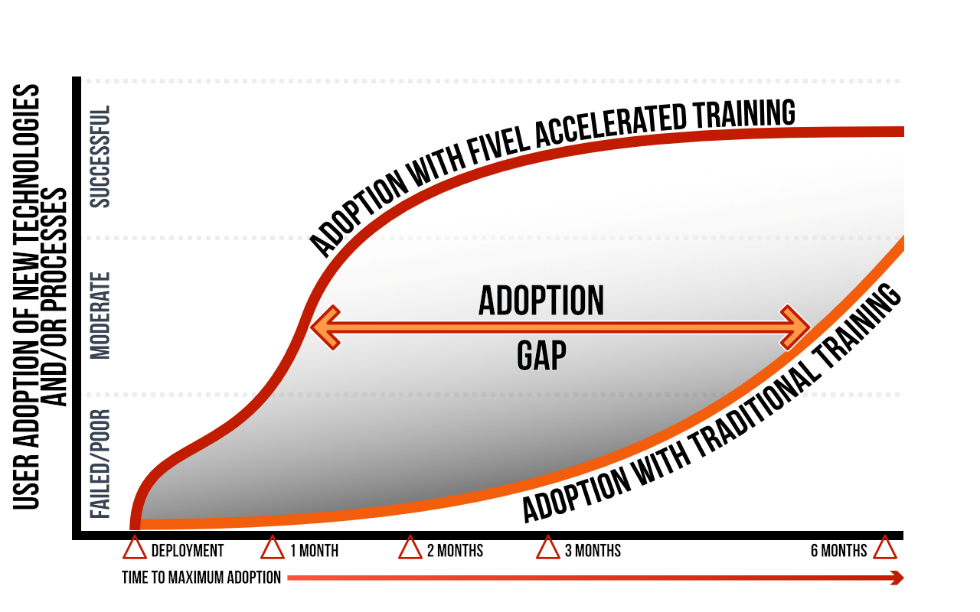 USER ADOPTION OF NEW TECHNOLOGIES
AND/OR PROCESSES
SUCCESSFUL
MODERATE
FAILED/POOR
ADOPTION WITH FIVEL ACCELERATED TRAINING
ADOPTION
GAP
ADOPTION WITH TRADITIONAL TRAINING
DEPLOYMENT
1 MONTH
2 MONTHS
3 MONTHS
6 MONTHS
TIME TO MAXIMUM ADOPTION